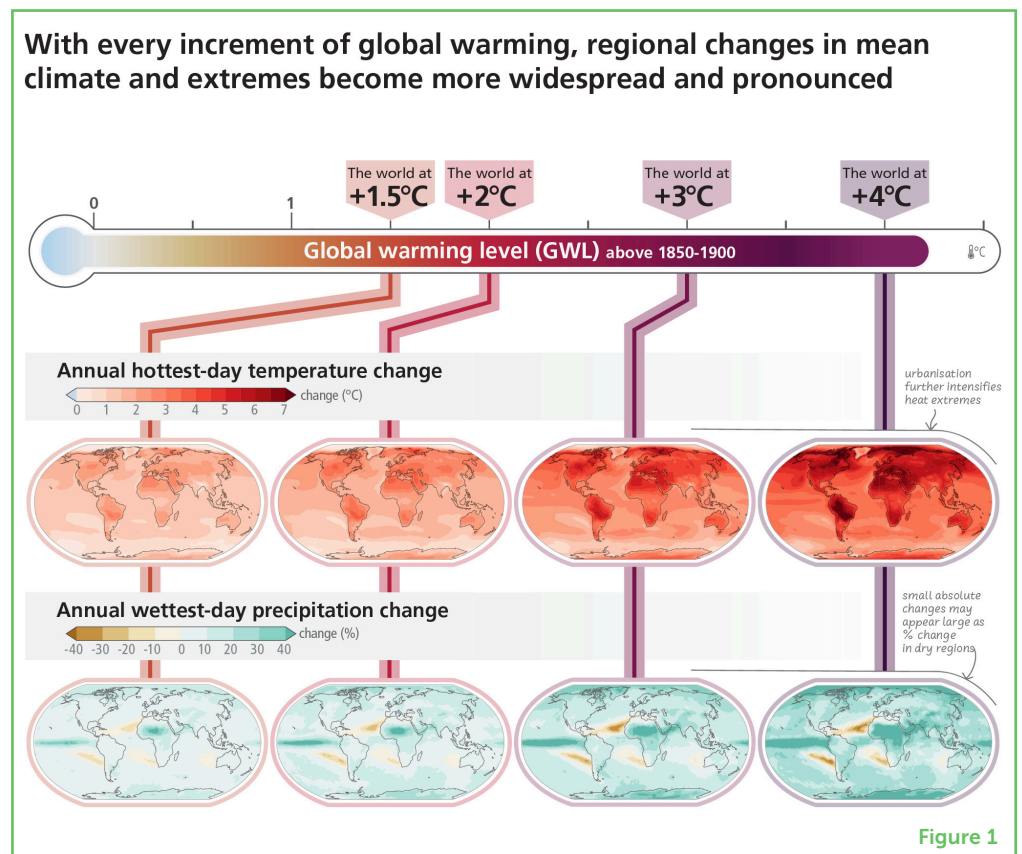 With every increment of global warming, regional changes in mean
climate and extremes become more widespread and pronounced
The world at
+1.5°C
The world at
+2°C
The world at
+3°C
The world at
+4°C
0
1
Global warming level (GWL) above 1850-1900
°C
Annual hottest-day temperature change
change (°C)
0 1 2 3 4 5 6 7
urbanisation
further intensifies
heat extremes
Annual wettest-day precipitation change
change (%)
-40 -30 -20 -10 0 10 20 30 40
small absolute
changes may
appear large as
% change
in dry regions
Figure 1